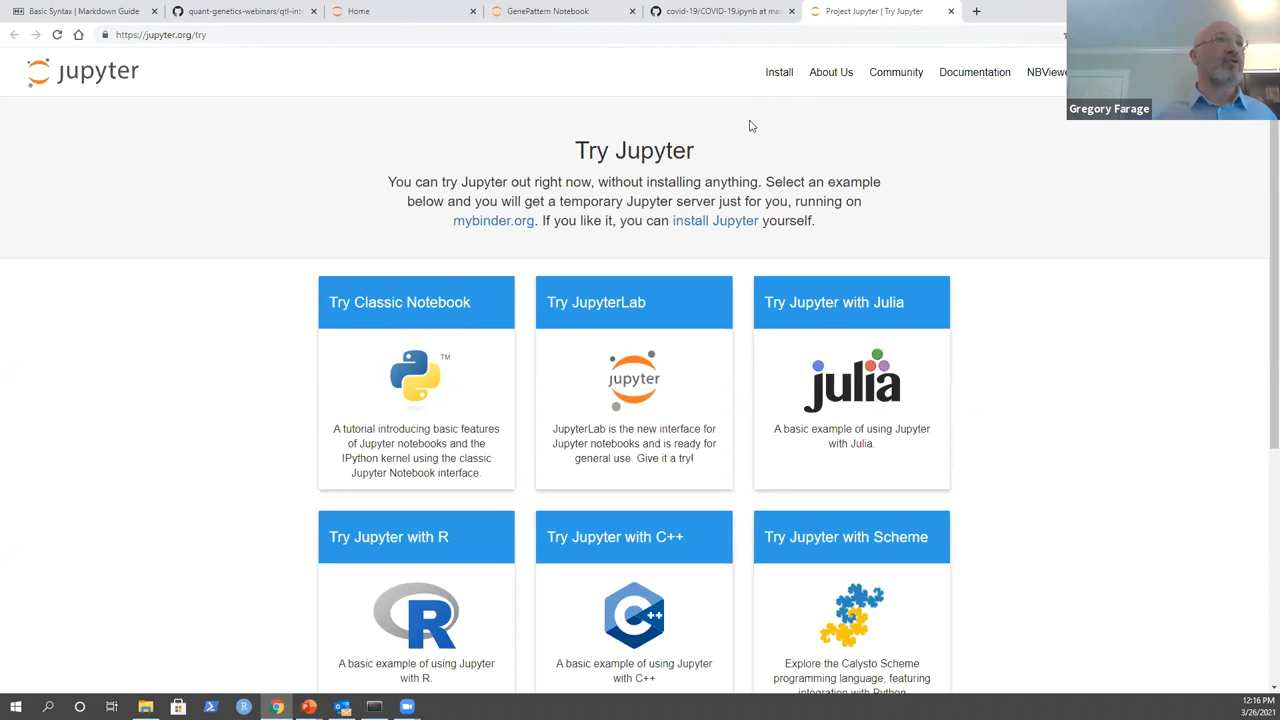 Basic Syntax | Markdown Guide
quant-genetics-webinars/qtl-intr
Home
GenePattern Notebook
covid-19/COVID-19.ipynb at ma
Project Jupyter | Try Jupyter
https://jupyter.org/try
jupyter
Install
About Us
Community
Documentation
NBViewe
Gregory Farage
Try Jupyter
You can try Jupyter out right now, without installing anything. Select an example
below and you will get a temporary Jupyter server just for you, running on
mybinder.org. If you like it, you can install Jupyter yourself.
Try Classic Notebook
TM
A tutorial introducing basic features
of Jupyter notebooks and the
IPython kernel using the classic
Jupyter Notebook interface.
Try JupyterLab
jupyter
JupyterLab is the new interface for
Jupyter notebooks and is ready for
general use. Give it a try!
Try Jupyter with Julia
julia
A basic example of using Jupyter
with Julia.
Try Jupyter with R
R
A basic example of using Jupyter
with R.
Try Jupyter with C++
C++
A basic example of using Jupyter
with C++
Try Jupyter with Scheme
Explore the Calysto Scheme
programming language, featuring
integration with Python
12:16 PM
3/26/2021